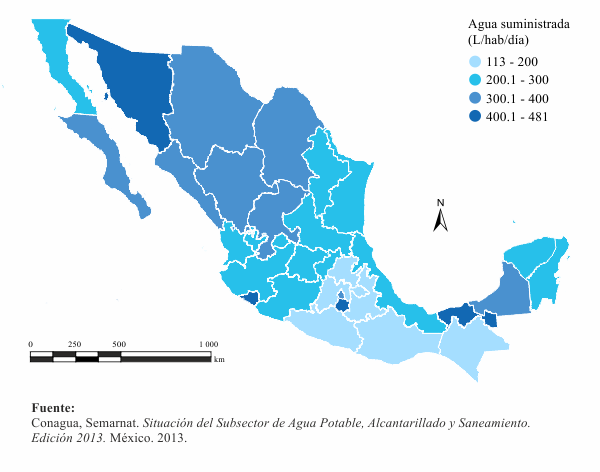 Agua suministrada
(L/hab/día)
113 - 200
200.1 - 300
300.1 - 400
400.1 - 481
N
0 250 500 1 000
km
Fuente:
Conagua, Semarnat. Situación del Subsector de Agua Potable, Alcantarillado y Saneamiento.
Edición 2013. México. 2013.